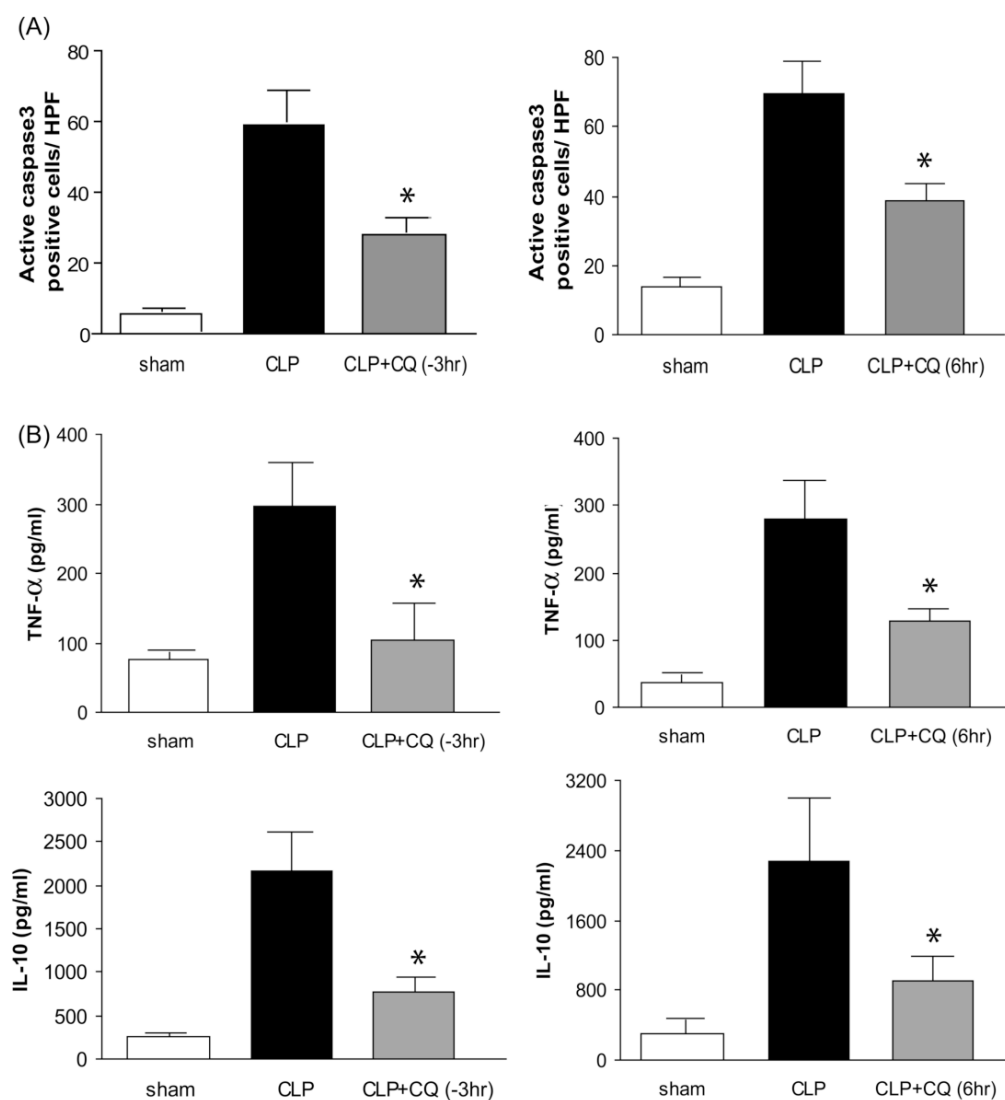 (A)
Active caspase3
positive cells/ HPF
80
60
40
20
0
*
sham CLP CLP+CQ (-3hr)
Active caspase3
positive cells/ HPF
80
60
40
20
0
*
sham CLP CLP+CQ (6hr)
(B)
TNF-α (pg/ml)
400
300
200
100
0
*
sham CLP CLP+CQ (-3hr)
TNF-α (pg/ml)
400
300
200
100
0
*
sham CLP CLP+CQ (6hr)
IL-10 (pg/ml)
3000
2500
2000
1500
1000
500
0
*
sham CLP CLP+CQ (-3hr)
IL-10 (pg/ml)
3200
2400
1600
800
0
*
sham CLP CLP+CQ (6hr)